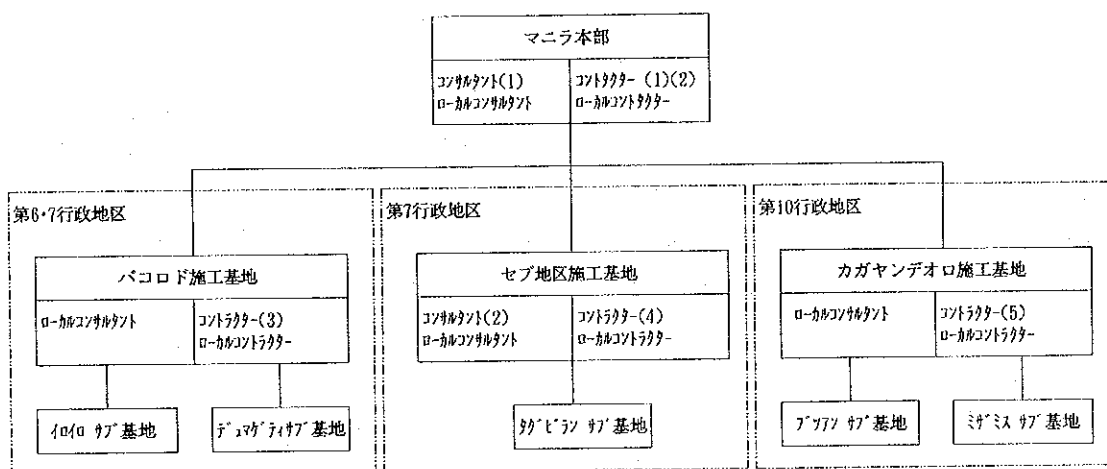 マニラ本部
コンサルタント(1)
ローカルコンサルタント
コントタクター (1)(2)
ローカルコントタクター
第6・7行政地区
バコロド施工基地
ローカルコンサルタント
コントラクター(3)
ローカルコントラクター
イロイロ サブ基地
デュマゲティサブ基地
第7行政地区
セブ地区施工基地
コンサルタント(2)
ローカルコンサルタント
コントラクター(4)
ローカルコントラクター
タグビラン サブ基地
第10行政地区
カガヤンデオロ施工基地
ローカルコンサルタント
コントラクター(5)
ローカルコントラクター
ブツアン サブ基地
ミザミス サブ基地